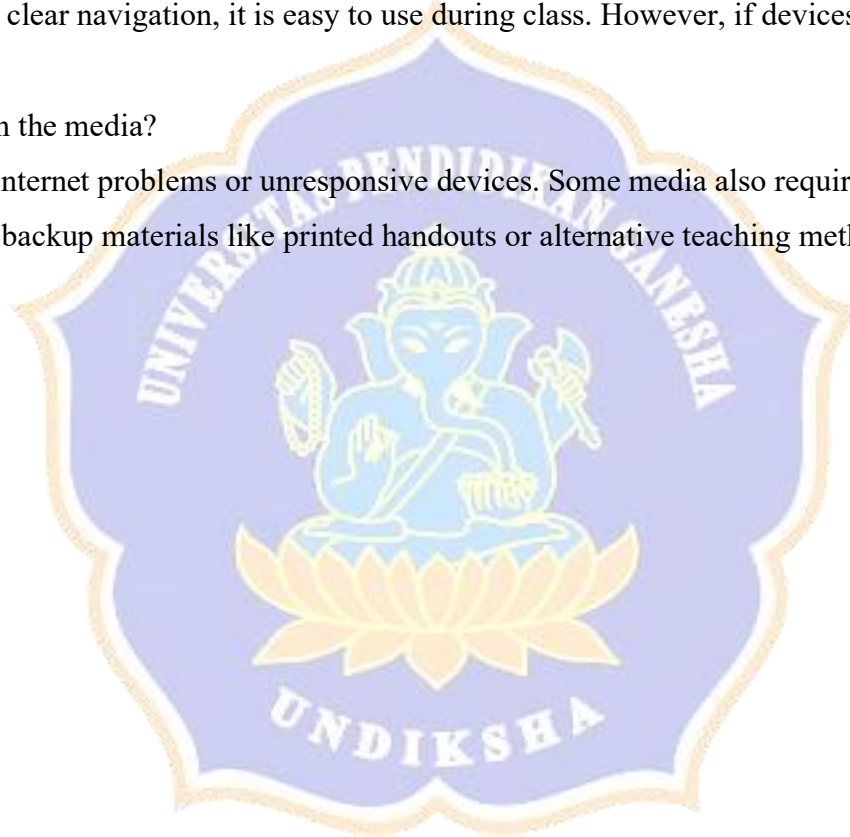 clear navigation, it is easy to use during class. However, if devices
n the media?
nternet problems or unresponsive devices. Some media also requir
backup materials like printed handouts or alternative teaching met
UNIVERSITAS PENDIDIKAN GANESHA
UNDIKSHA